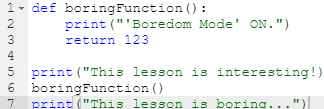 1 def boringFunction():
2     print("'Boredom Mode' ON.")
3     return 123
4
5 print("This lesson is interesting!)
6 boringFunction()
7 print("This lesson is boring...")